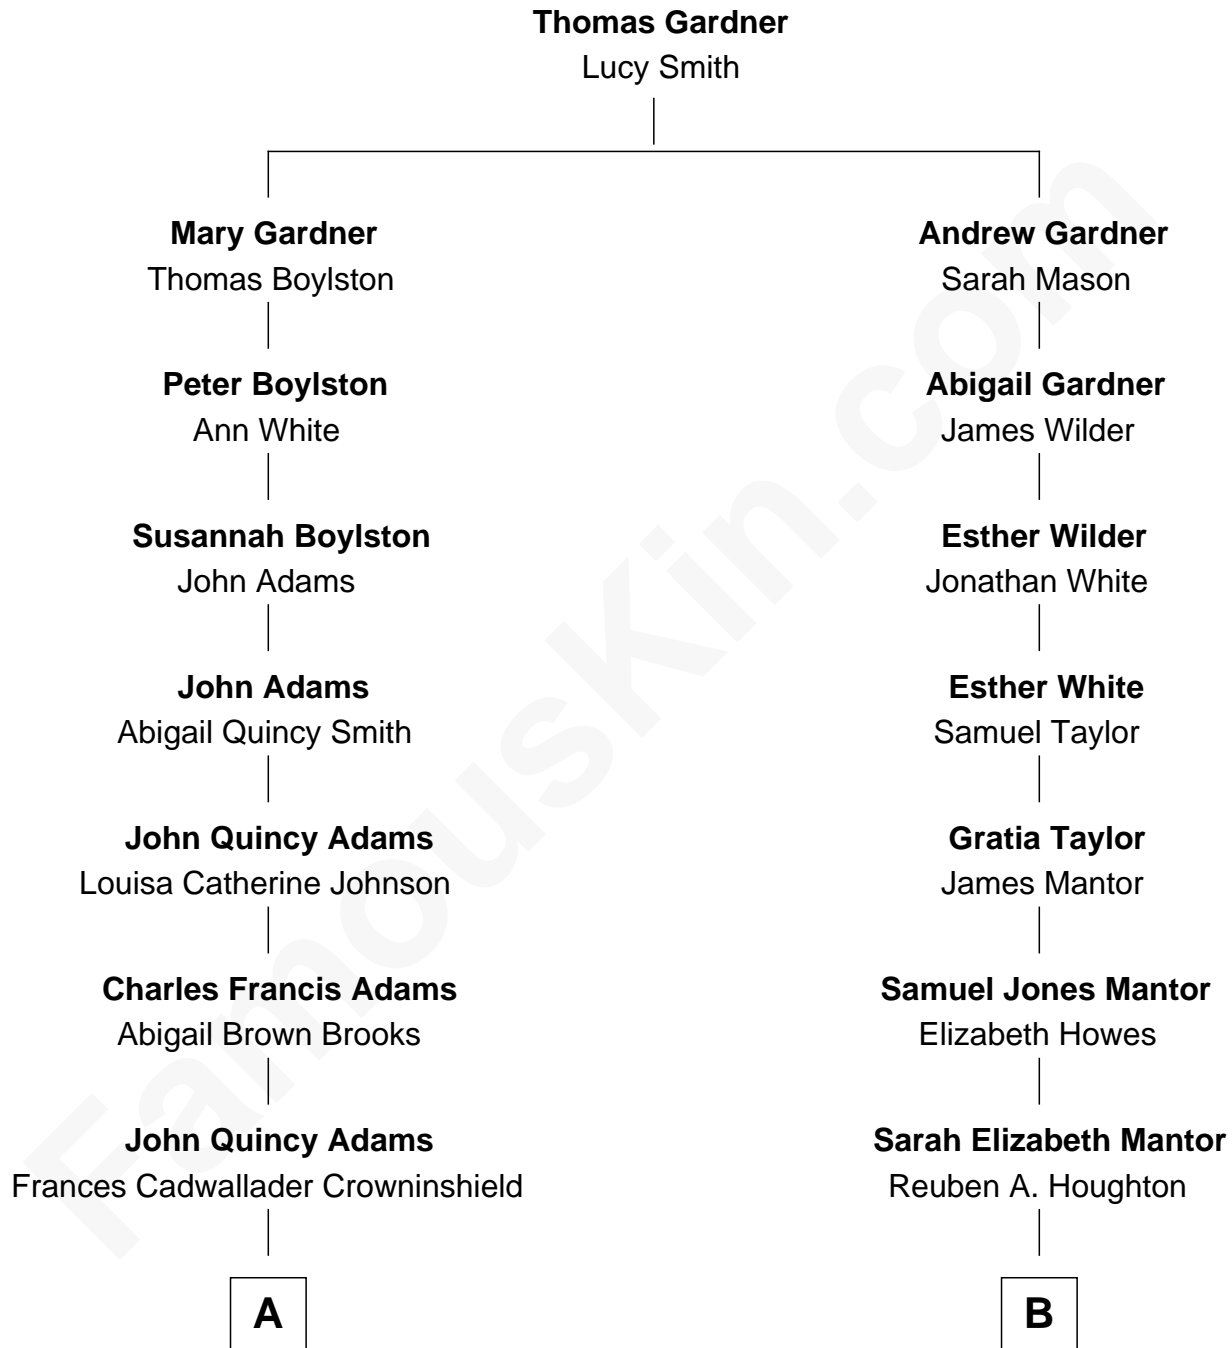 Thomas Gardner
Lucy Smith
Mary Gardner
Thomas Boylston
Andrew Gardner
Sarah Mason
Peter Boylston
Ann White
Abigail Gardner
James Wilder
Susannah Boylston
John Adams
Esther Wilder
Jonathan White
John Adams
Abigail Quincy Smith
Esther White
Samuel Taylor
John Quincy Adams
Louisa Catherine Johnson
Gratia Taylor
James Mantor
Charles Francis Adams
Abigail Brown Brooks
Samuel Jones Mantor
Elizabeth Howes
John Quincy Adams
Frances Cadwallader Crowninshield
Sarah Elizabeth Mantor
Reuben A. Houghton
A
B
FamousKin.com